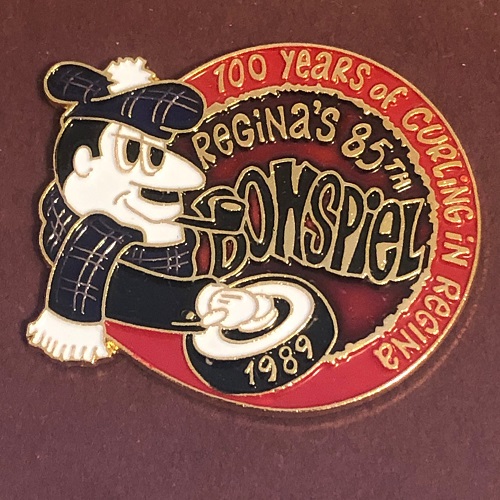 100 YEARS OF CURLING IN REGINA
REGINA'S 85TH
BONSPIEL
1989